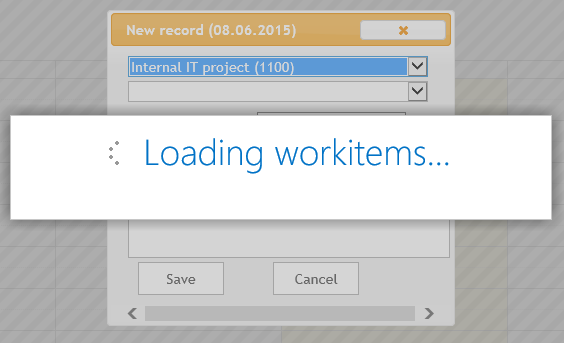 New record (08.06.2015)
Internal IT project (1100)
Loading workitems...
Save
Cancel